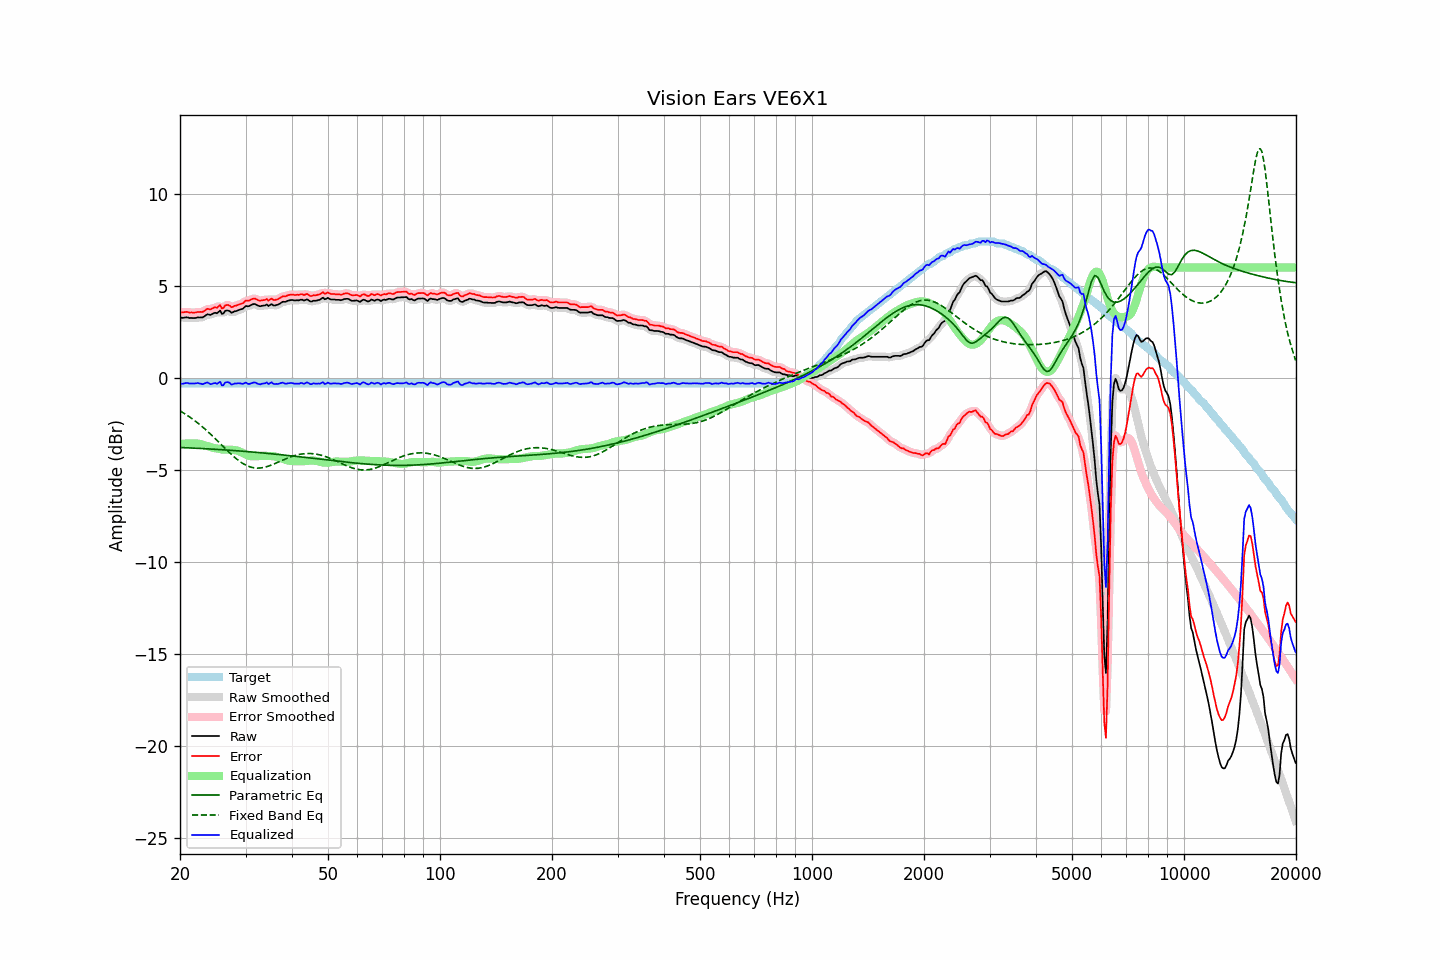 Vision Ears VE6X1
Amplitude (dBr)
10
5
0
−5
−10
−15
−20
−25
Target
Raw Smoothed
Error Smoothed
Raw
Error
Equalization
Parametric Eq
Fixed Band Eq
Equalized
20 50 100 200 500 1000 2000 5000 10000 20000
Frequency (Hz)